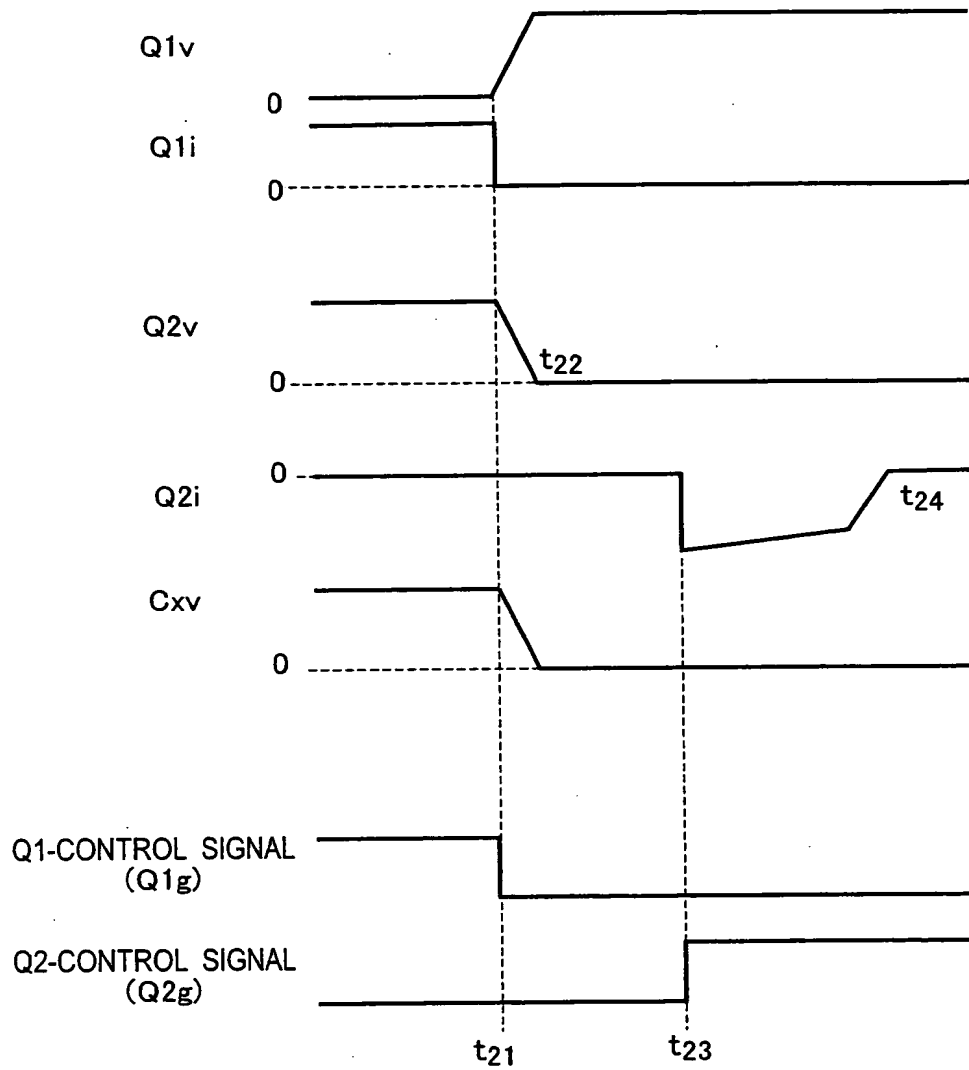 Q1v
0
Q1i
0
Q2v
t22
0
0
Q2i
t24
Cxv
0
Q1-CONTROL SIGNAL
(Q1g)
Q2-CONTROL SIGNAL
(Q2g)
t21
t23